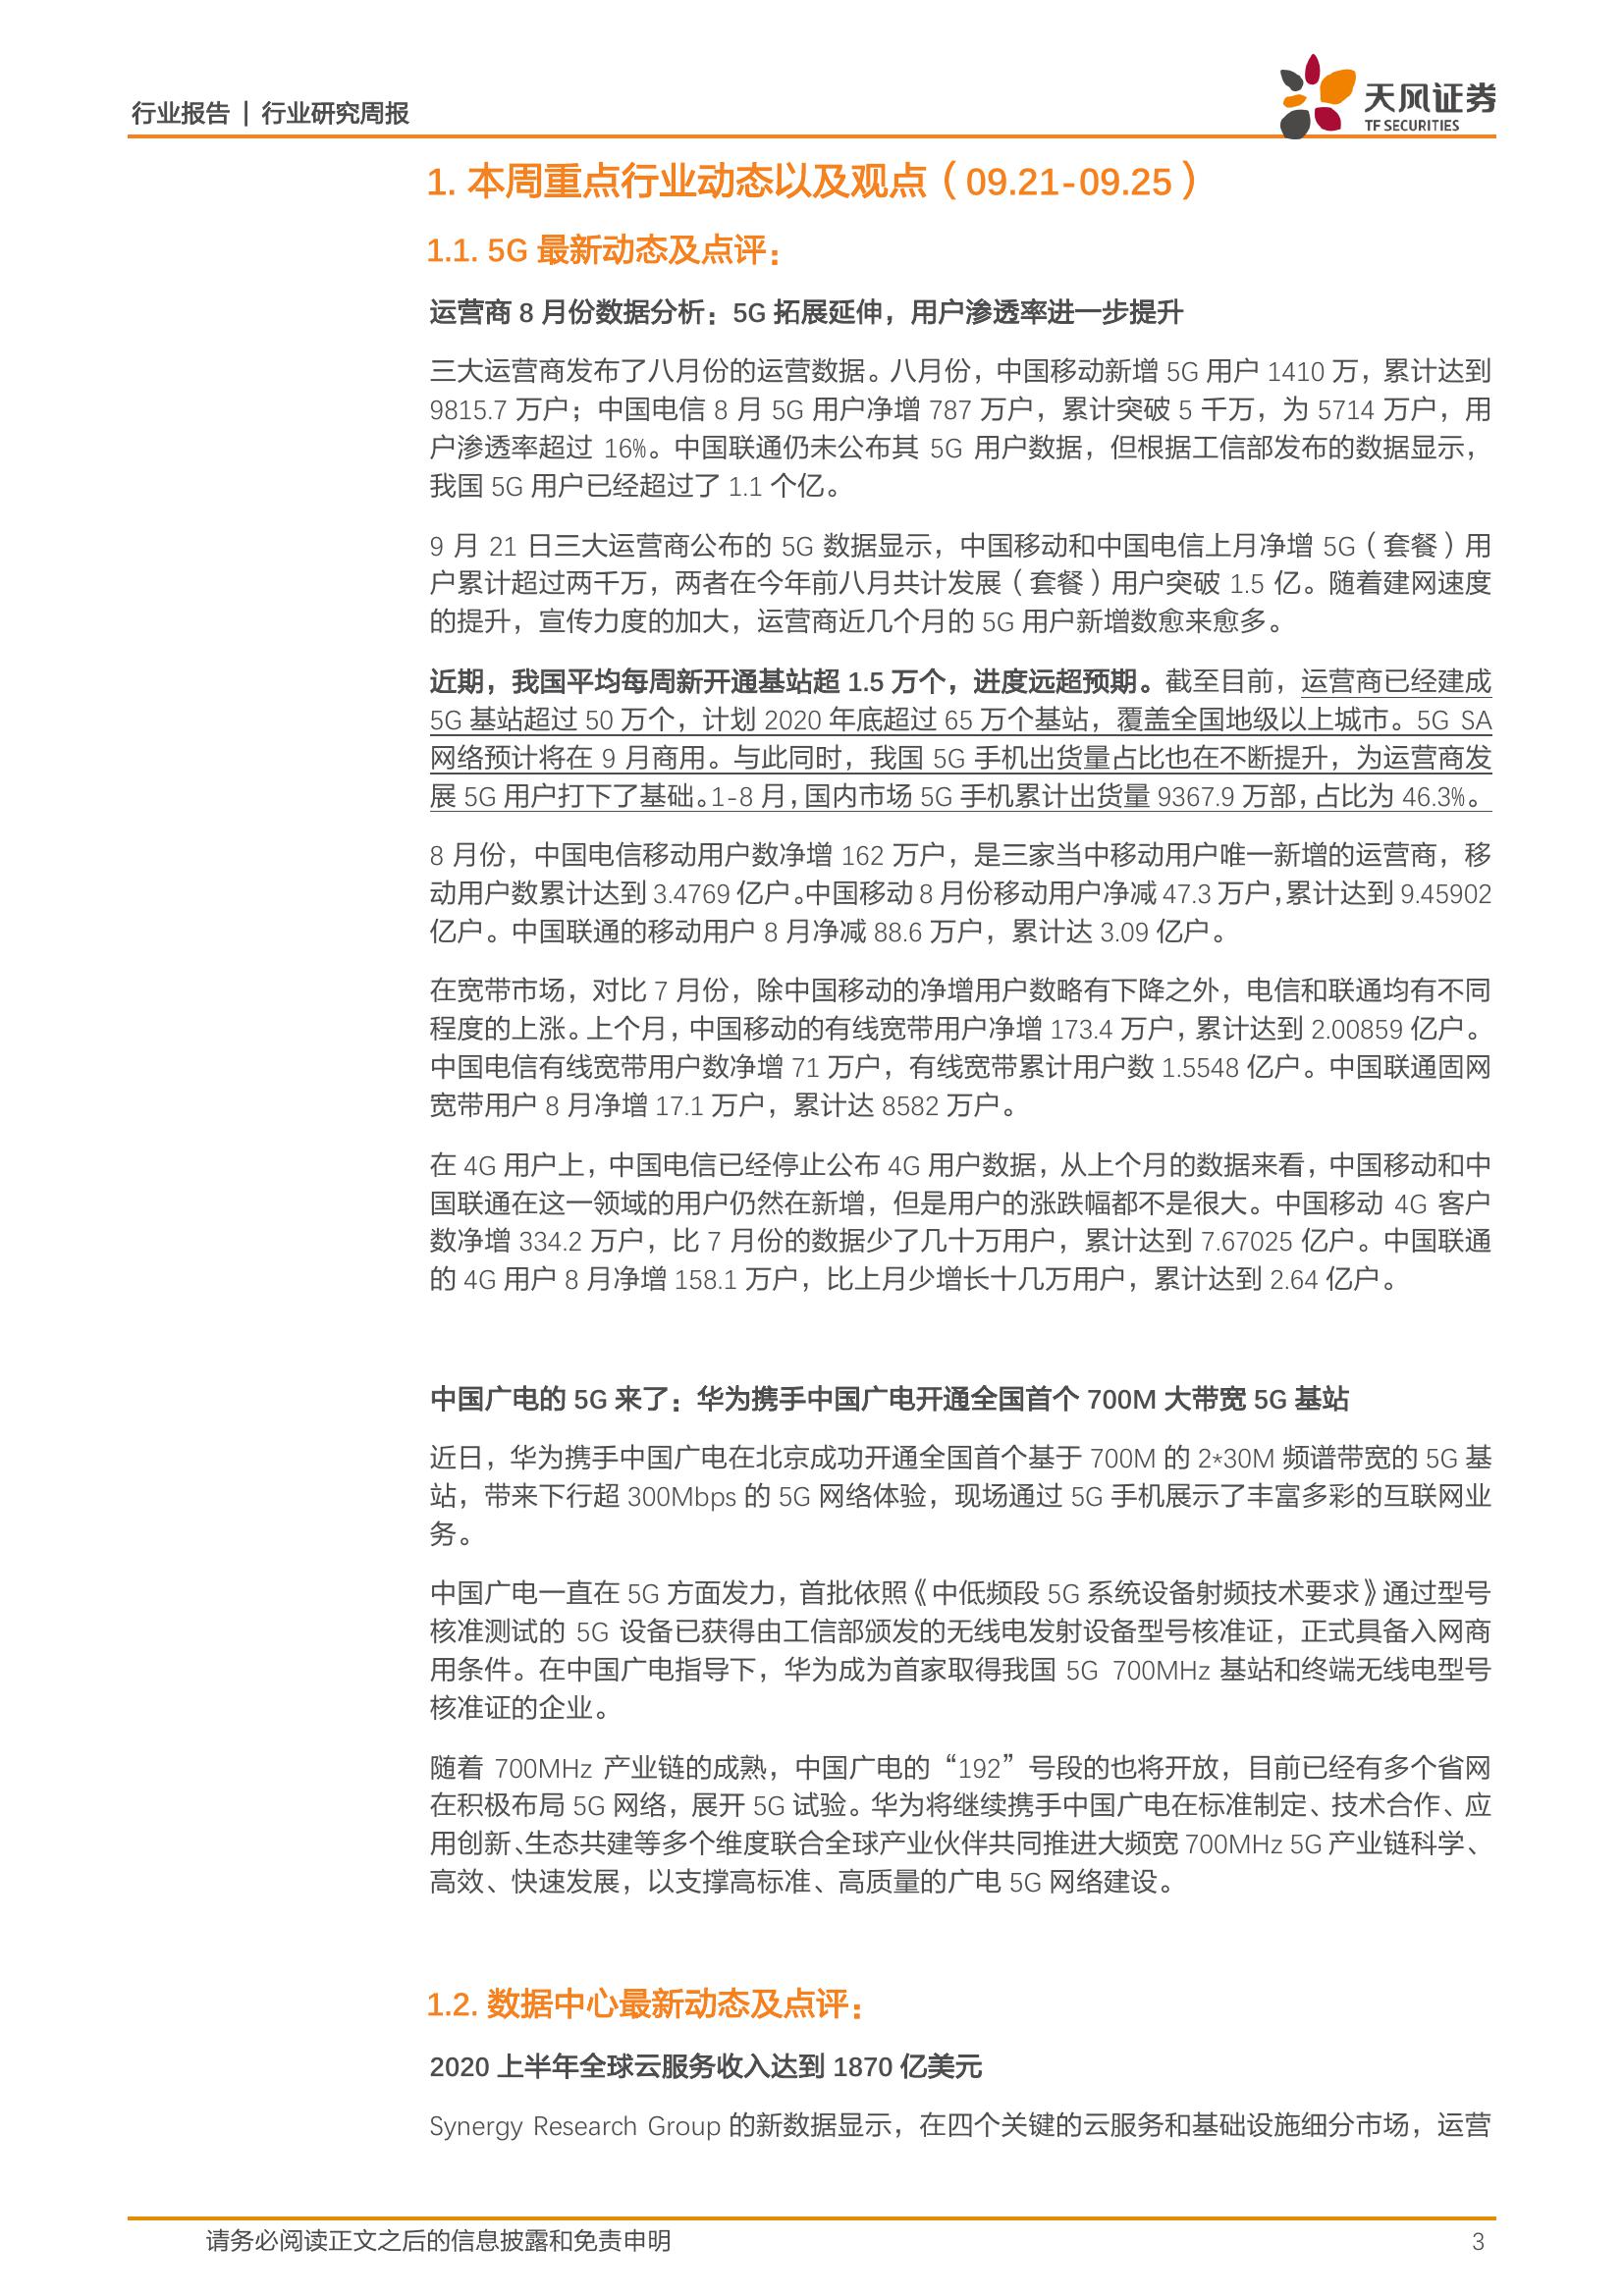 行业报告 | 行业研究周报
天风证券
TF SECURITIES
1. 本周重点行业动态以及观点（09.21-09.25）
1.1. 5G 最新动态及点评：
运营商 8 月份数据分析：5G 拓展延伸，用户渗透率进一步提升
三大运营商发布了八月份的运营数据。八月份，中国移动新增 5G 用户 1410 万，累计达到
9815.7 万户；中国电信 8 月 5G 用户净增 787 万户，累计突破 5 千万，为 5714 万户，用
户渗透率超过 16%。中国联通仍未公布其 5G 用户数据，但根据工信部发布的数据显示，
我国 5G 用户已经超过了 1.1 个亿。
9 月 21 日三大运营商公布的 5G 数据显示，中国移动和中国电信上月净增 5G（套餐）用
户累计超过两千万，两者在今年前八月共计发展（套餐）用户突破 1.5 亿。随着建网速度
的提升，宣传力度的加大，运营商近几个月的 5G 用户新增数愈来愈多。
近期，我国平均每周新开通基站超 1.5 万个，进度远超预期。截至目前，运营商已经建成
5G 基站超过 50 万个，计划 2020 年底超过 65 万个基站，覆盖全国地级以上城市。5G SA
网络预计将在 9 月商用。与此同时，我国 5G 手机出货量占比也在不断提升，为运营商发
展 5G 用户打下了基础。1-8 月，国内市场 5G 手机累计出货量 9367.9 万部，占比为 46.3%。
8 月份，中国电信移动用户数净增 162 万户，是三家当中移动用户唯一新增的运营商，移
动用户数累计达到 3.4769 亿户。中国移动 8 月份移动用户净减 47.3 万户，累计达到 9.45902
亿户。中国联通的移动用户 8 月净减 88.6 万户，累计达 3.09 亿户。
在宽带市场，对比 7 月份，除中国移动的净增用户数略有下降之外，电信和联通均有不同
程度的上涨。上个月，中国移动的有线宽带用户净增 173.4 万户，累计达到 2.00859 亿户。
中国电信有线宽带用户数净增 71 万户，有线宽带累计用户数 1.5548 亿户。中国联通固网
宽带用户 8 月净增 17.1 万户，累计达 8582 万户。
在 4G 用户上，中国电信已经停止公布 4G 用户数据，从上个月的数据来看，中国移动和中
国联通在这一领域的用户仍然在新增，但是用户的涨跌幅都不是很大。中国移动 4G 客户
数净增 334.2 万户，比 7 月份的数据少了几十万用户，累计达到 7.67025 亿户。中国联通
的 4G 用户 8 月净增 158.1 万户，比上月少增长十几万用户，累计达到 2.64 亿户。
中国广电的 5G 来了：华为携手中国广电开通全国首个 700M 大带宽 5G 基站
近日，华为携手中国广电在北京成功开通全国首个基于 700M 的 2*30M 频谱带宽的 5G 基
站，带来下行超 300Mbps 的 5G 网络体验，现场通过 5G 手机展示了丰富多彩的互联网业
务。
中国广电一直在 5G 方面发力，首批依照《中低频段 5G 系统设备射频技术要求》通过型号
核准测试的 5G 设备已获得由工信部颁发的无线电发射设备型号核准证，正式具备入网商
用条件。在中国广电指导下，华为成为首家取得我国 5G 700MHz 基站和终端无线电型号
核准证的企业。
随着 700MHz 产业链的成熟，中国广电的“192”号段的也将开放，目前已经有多个省网
在积极布局 5G 网络，展开 5G 试验。华为将继续携手中国广电在标准制定、技术合作、应
用创新、生态共建等多个维度联合全球产业伙伴共同推进大频宽 700MHz 5G 产业链科学、
高效、快速发展，以支撑高标准、高质量的广电 5G 网络建设。
1.2. 数据中心最新动态及点评：
2020 上半年全球云服务收入达到 1870 亿美元
Synergy Research Group 的新数据显示，在四个关键的云服务和基础设施细分市场，运营
请务必阅读正文之后的信息披露和免责申明
3